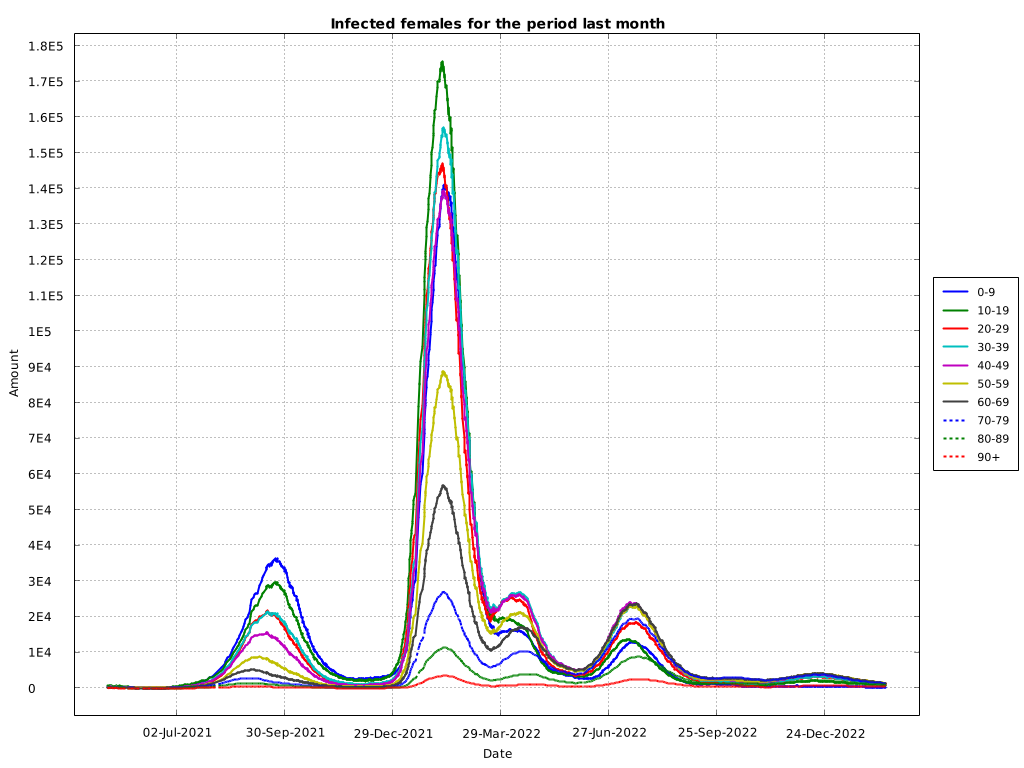 Infected females for the period last month
1.8E5
1.7E5
1.6E5
1.5E5
1.4E5
1.3E5
1.2E5
1.1E5
1E5
9E4
8E4
7E4
6E4
5E4
4E4
3E4
2E4
1E4
0
Amount
02-Jul-2021 30-Sep-2021 29-Dec-2021 29-Mar-2022 27-Jun-2022 25-Sep-2022 24-Dec-2022
Date
0-9
10-19
20-29
30-39
40-49
50-59
60-69
70-79
80-89
90+